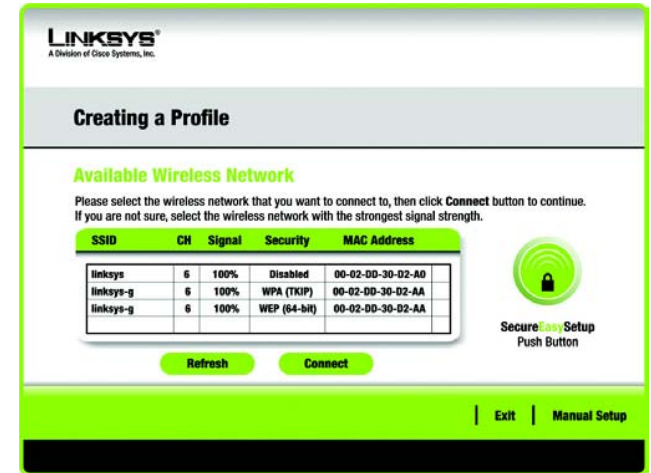 LINKSYS®
A Division of Cisco Systems, Inc.
Creating a Profile
Available Wireless Network
Please select the wireless network that you want to connect to, then click Connect button to continue.
If you are not sure, select the wireless network with the strongest signal strength.
SSID CH Signal Security MAC Address
linksys 6 100% Disabled 00-02-DD-30-D2-A0
linksys-g 6 100% WPA (TKIP) 00-02-DD-30-D2-AA
linksys-g 6 100% WEP (64-bit) 00-02-DD-30-D2-AA
SecureEasySetup
Push Button
Refresh Connect
Exit Manual Setup